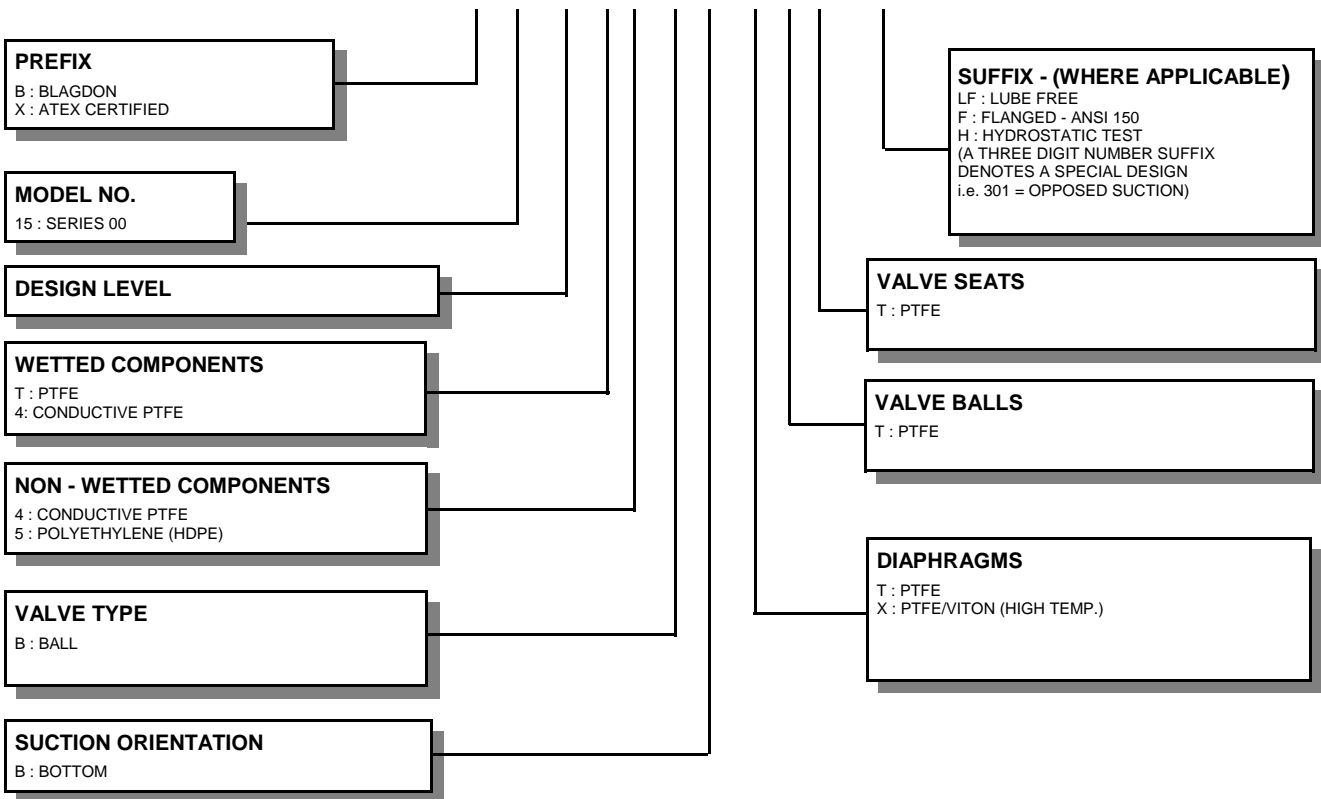 PREFIX
B : BLAGDON
X : ATEX CERTIFIED
MODEL NO.
15 : SERIES 00
DESIGN LEVEL
WETTED COMPONENTS
T : PTFE
4: CONDUCTIVE PTFE
NON - WETTED COMPONENTS
4 : CONDUCTIVE PTFE
5 : POLYETHYLENE (HDPE)
VALVE TYPE
B : BALL
SUCTION ORIENTATION
B : BOTTOM
SUFFIX - (WHERE APPLICABLE)
LF : LUBE FREE
F : FLANGED - ANSI 150
H : HYDROSTATIC TEST
(A THREE DIGIT NUMBER SUFFIX
DENOTES A SPECIAL DESIGN
i.e. 301 = OPPOSED SUCTION)
VALVE SEATS
T : PTFE
VALVE BALLS
T : PTFE
DIAPHRAGMS
T : PTFE
X : PTFE/VITON (HIGH TEMP.)